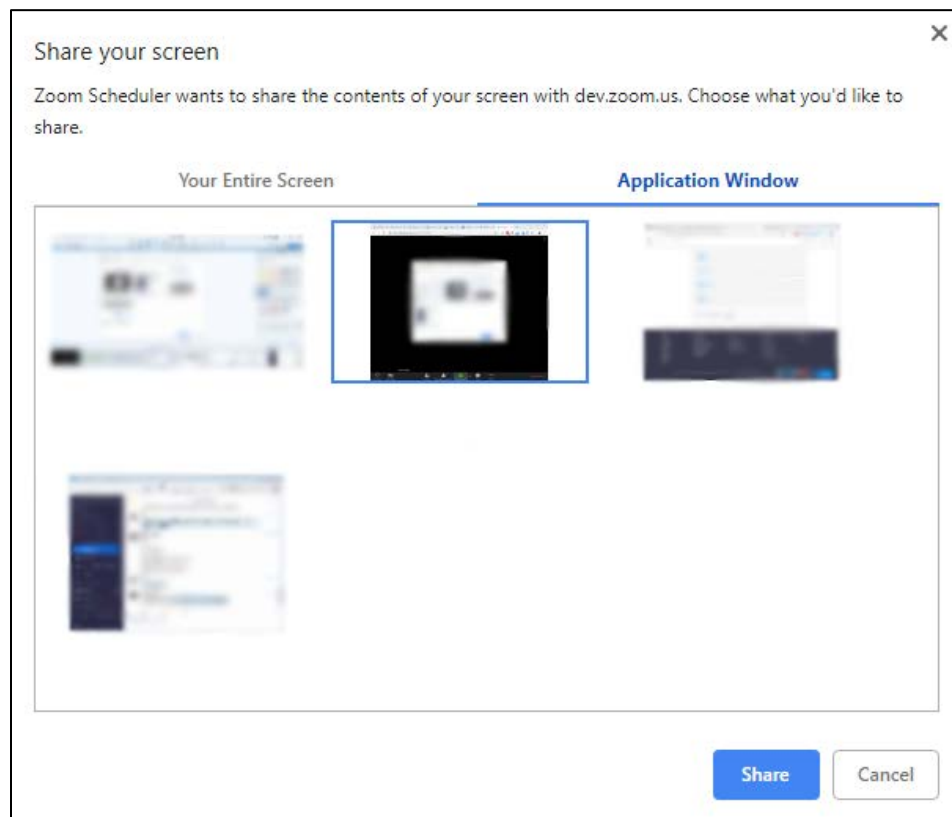 Share your screen
Zoom Scheduler wants to share the contents of your screen with dev.zoom.us. Choose what you'd like to
share.
Your Entire Screen
Application Window
Share
Cancel